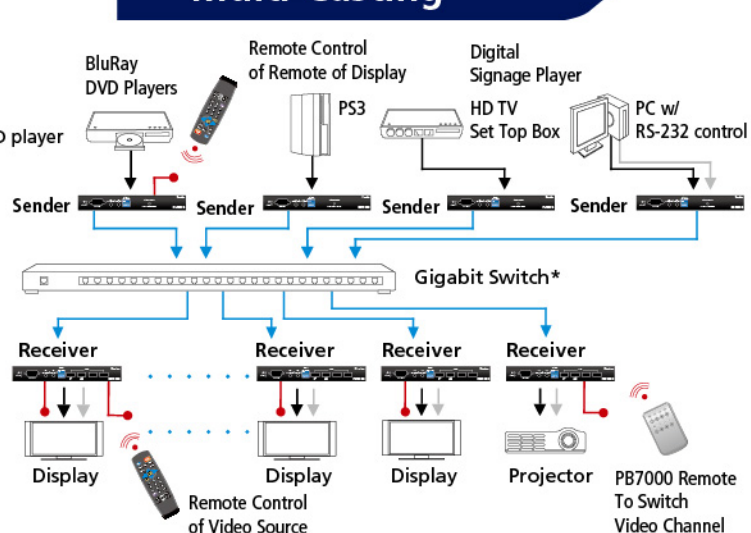 BluRay
DVD Players
Remote Control
of Remote of Display
Digital
Signage Player
player
PS3
HD TV
Set Top Box
PC w/
RS-232 control
Sender
Sender
Sender
Sender
Gigabit Switch*
Receiver
Receiver
Receiver
Receiver
Display
Display
Display
Projector
Remote Control
of Video Source
PB7000 Remote
To Switch
Video Channel